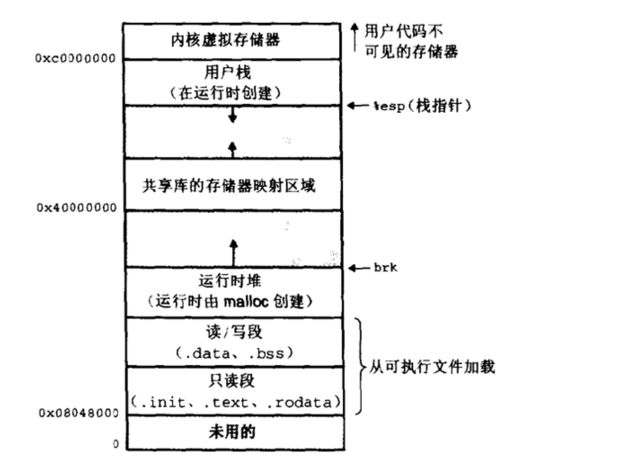 内核虚拟存储器
用户代码不
可见的存储器
0xc0000000
用户栈
(在运行时创建)
%esp(栈指针)
共享库的存储器映射区域
0x40000000
brk
运行时堆
(运行时由 malloc 创建)
读/写段
(.data、.bss)
从可执行文件加载
只读段
(.init、.text、.rodata)
0x08048000
未用的
0